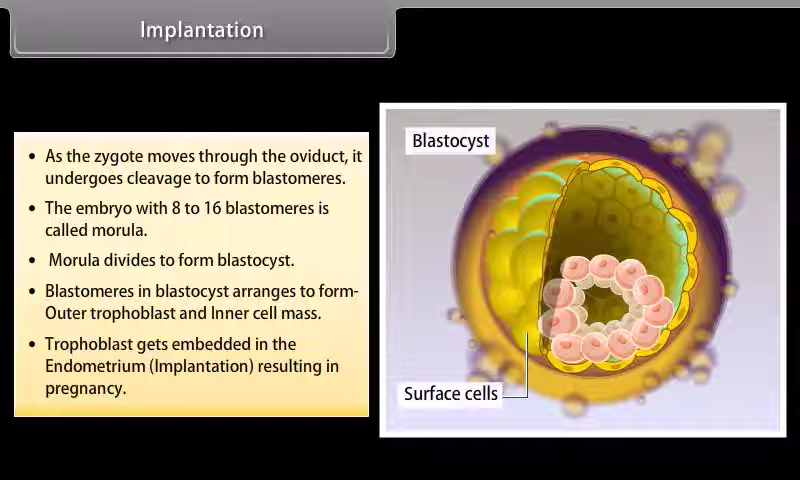 Implantation
• As the zygote moves through the oviduct, it
undergoes cleavage to form blastomeres.
• The embryo with 8 to 16 blastomeres is
called morula.
• Morula divides to form blastocyst.
• Blastomeres in blastocyst arranges to form-
Outer trophoblast and Inner cell mass.
• Trophoblast gets embedded in the
Endometrium (Implantation) resulting in
pregnancy.
Blastocyst
Surface cells